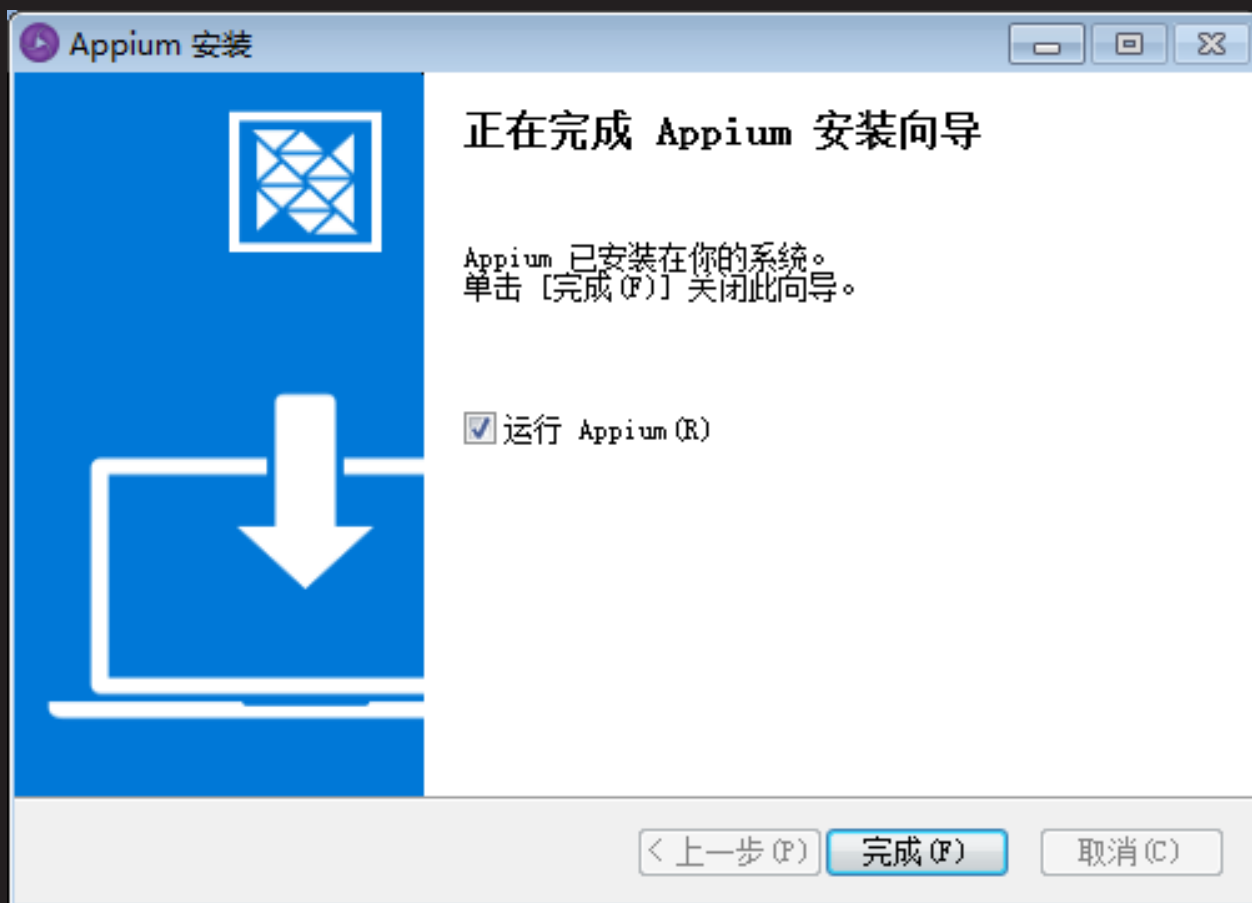 Appium 安装
正在完成 Appium 安装向导
Appium 已安装在你的系统。
单击 [完成(F)] 关闭此向导。
运行 Appium(R)
< 上一步(P)
完成(F)
取消(C)